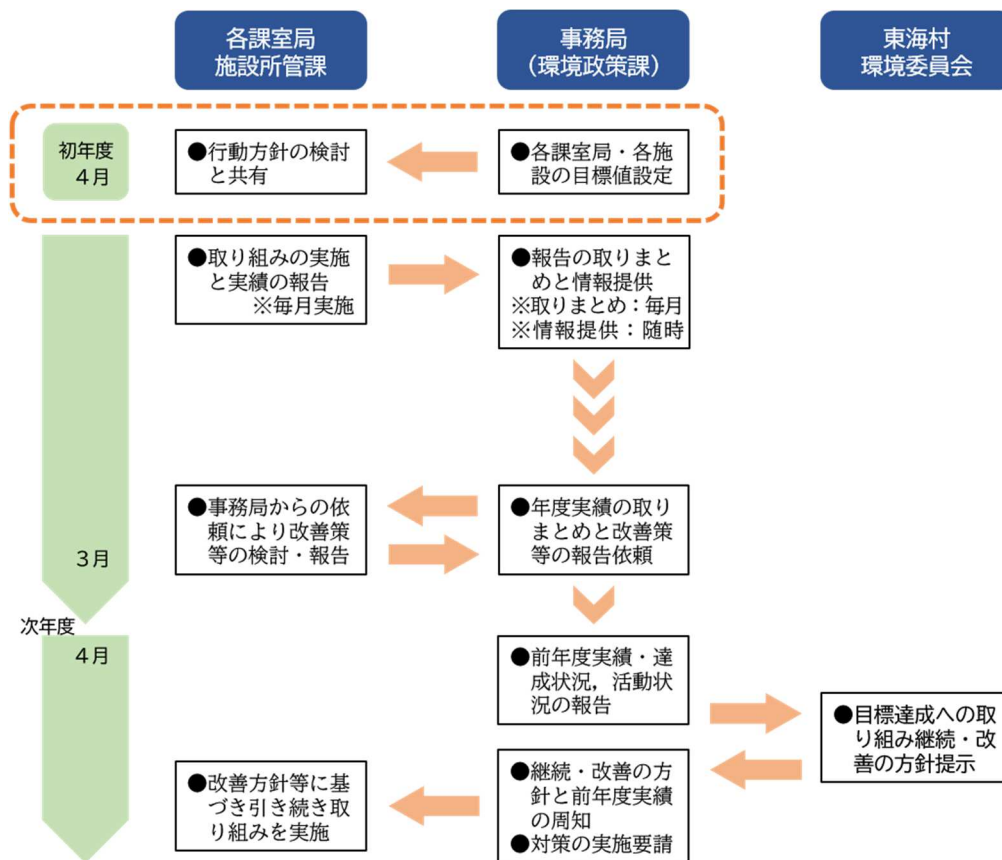 各課室局
施設所管課
事務局
（環境政策課）
東海村
環境委員会
初年度
４月
●行動方針の検討
と共有
●各課室局・各施
設の目標値設定
●取り組みの実施
と実績の報告
※毎月実施
●報告の取りまと
めと情報提供
※取りまとめ：毎月
※情報提供：随時
●事務局からの依
頼により改善策
等の検討・報告
●年度実績の取り
まとめと改善策
等の報告依頼
３月
次年度
４月
●前年度実績・達
成状況，活動状
況の報告
●目標達成への取
り組み継続・改
善の方針提示
●改善方針等に基
づき引き続き取
り組みを実施
●継続・改善の方
針と前年度実績
の周知
●対策の実施要請